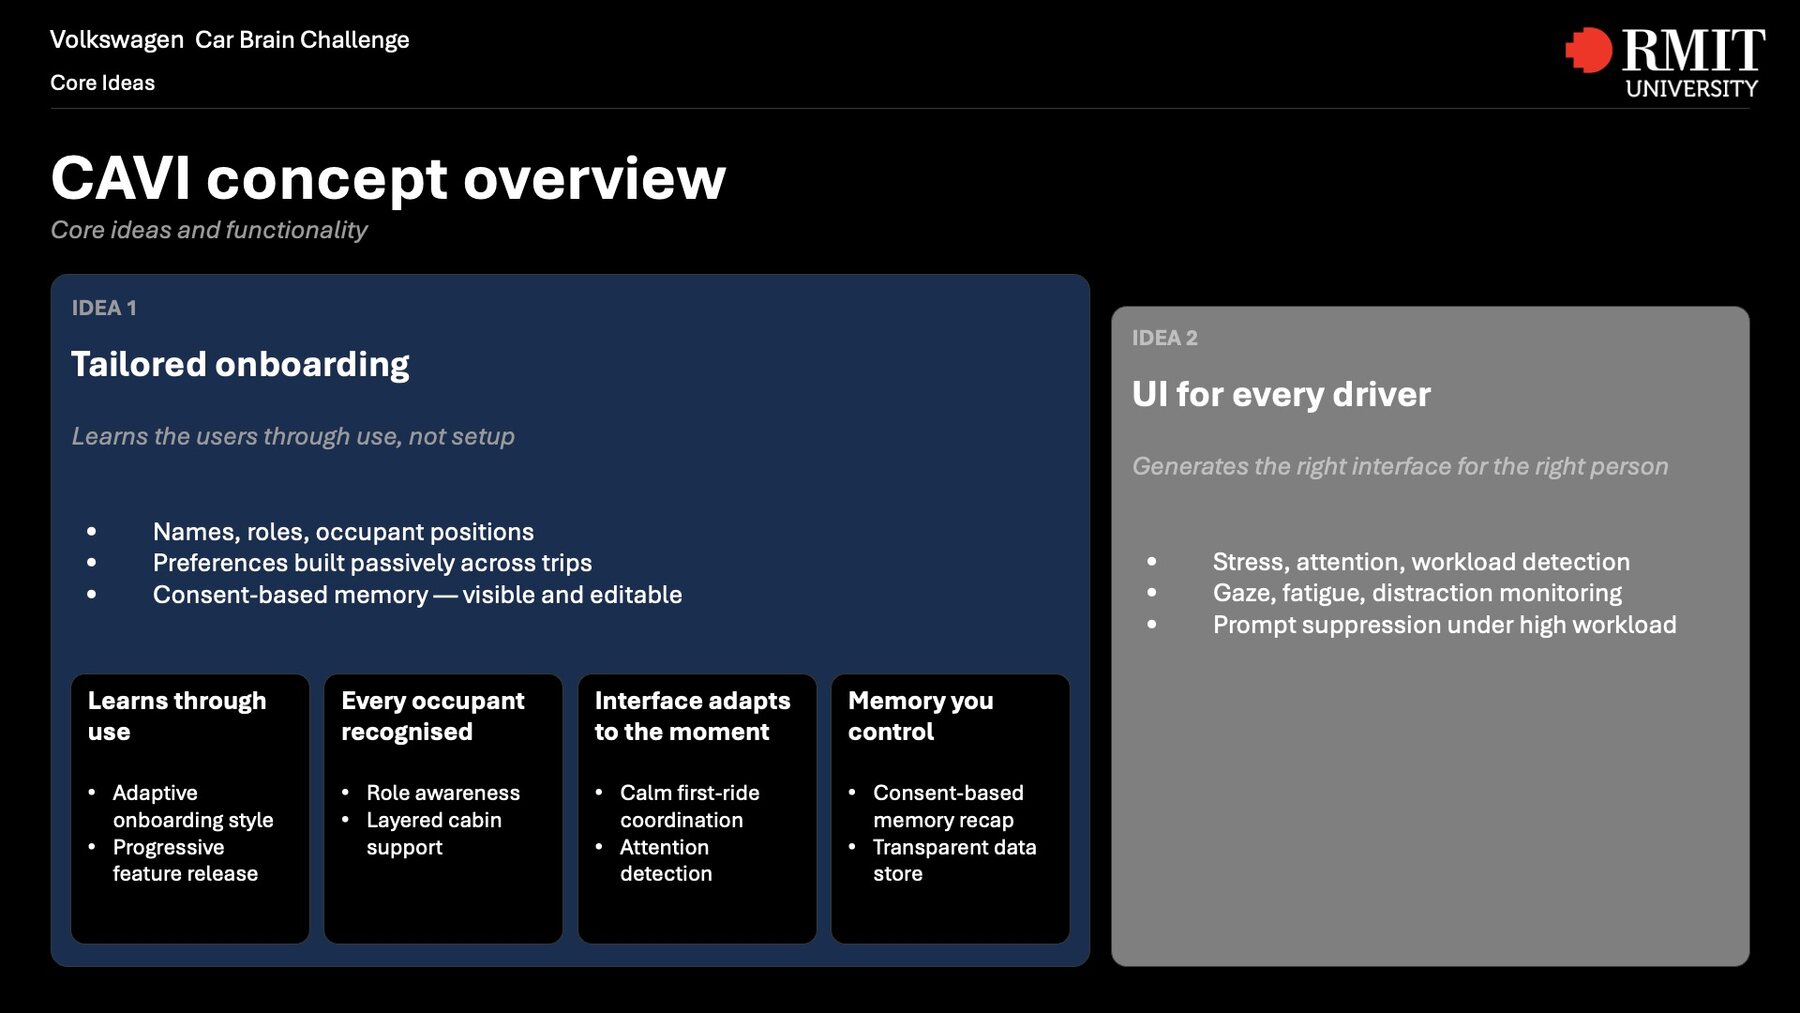 Volkswagen Car Brain Challenge
Core Ideas
RMIT
UNIVERSITY
CAVI concept overview
Core ideas and functionality
IDEA 1
Tailored onboarding
Learns the users through use, not setup
• Names, roles, occupant positions
• Preferences built passively across trips
• Consent-based memory — visible and editable
Learns through
use
• Adaptive
onboarding style
• Progressive
feature release
Every occupant
recognised
• Role awareness
• Layered cabin
support
Interface adapts
to the moment
• Calm first-ride
coordination
• Attention
detection
Memory you
control
• Consent-based
memory recap
• Transparent data
store
IDEA 2
UI for every driver
Generates the right interface for the right person
• Stress, attention, workload detection
• Gaze, fatigue, distraction monitoring
• Prompt suppression under high workload